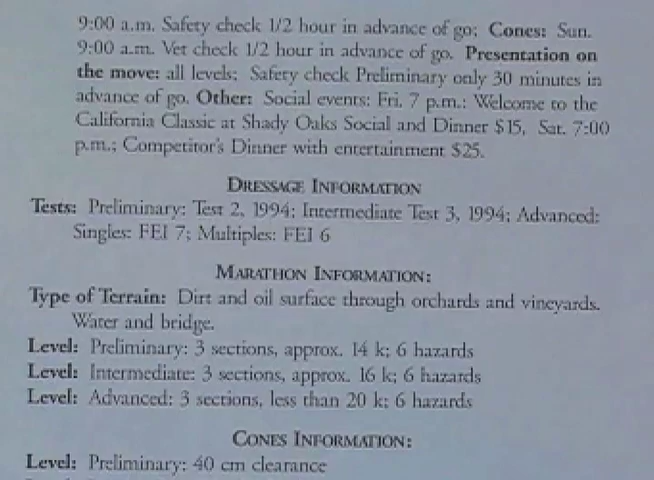 9:00 a.m. Safety check 1/2 hour in advance of go; Cones: Sun.
9:00 a.m. Vet check 1/2 hour in advance of go. Presentation on
the move: all levels; Safety check Preliminary only 30 minutes in
advance of go. Other: Social events: Fri. 7 p.m.: Welcome to the
California Classic at Shady Oaks Social and Dinner $15, Sat. 7:00
p.m.; Competitor's Dinner with entertainment $25.
DRESSAGE INFORMATION
Tests: Preliminary: Test 2, 1994; Intermediate Test 3, 1994; Advanced:
Singles: FEI 7; Multiples: FEI 6
MARATHON INFORMATION:
Type of Terrain: Dirt and oil surface through orchards and vineyards.
Water and bridge.
Level: Preliminary: 3 sections, approx. 14 k; 6 hazards
Level: Intermediate: 3 sections, approx. 16 k; 6 hazards
Level: Advanced: 3 sections, less than 20 k; 6 hazards
CONES INFORMATION:
Level: Preliminary: 40 cm clearance